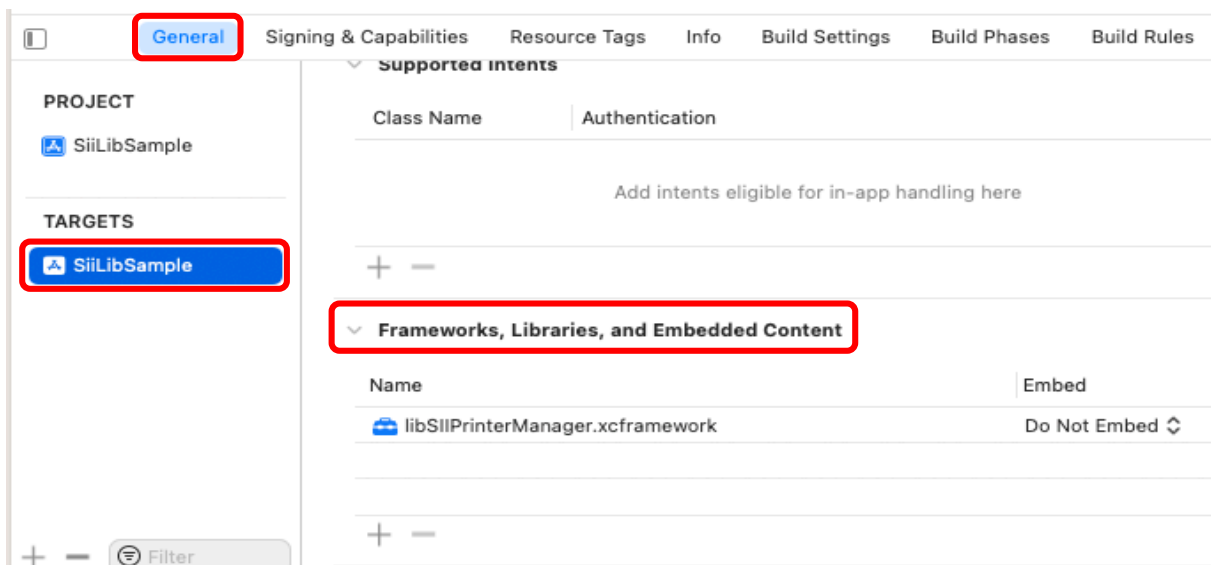 General Signing & Capabilities Resource Tags Info Build Settings Build Phases Build Rules
PROJECT
SiiLibSample
TARGETS
SiiLibSample
Filter
Supported Intents
Class Name Authentication
Add intents eligible for in-app handling here
Frameworks, Libraries, and Embedded Content
Name Embed
libSIIPrinterManager.xcframework Do Not Embed